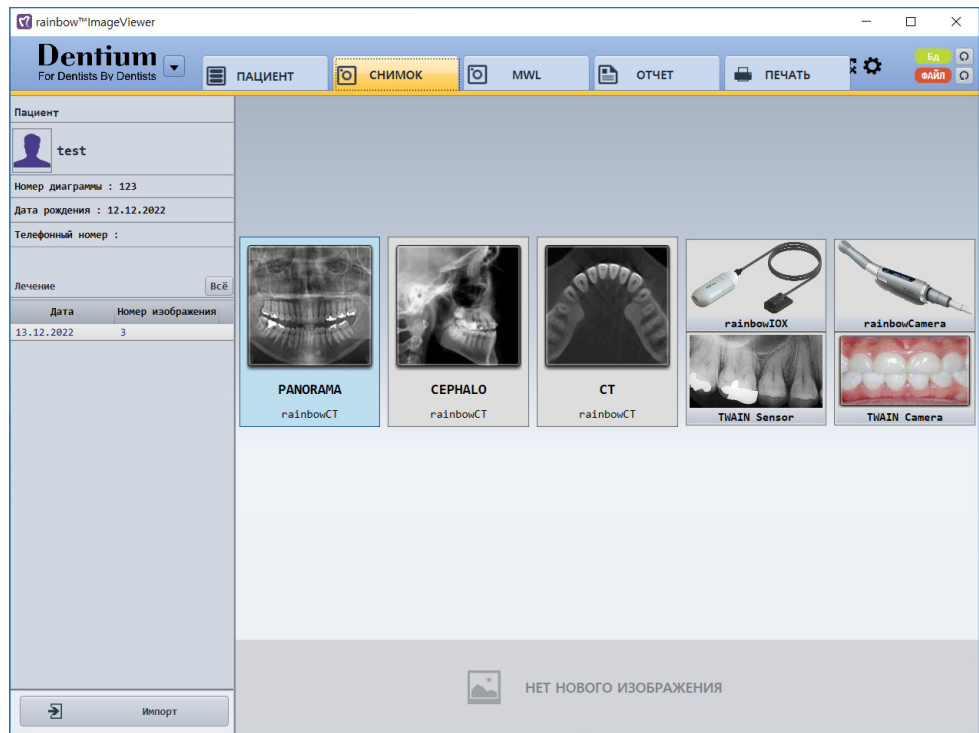 rainbow™ImageViewer
Dentium
For Dentists By Dentists
ПАЦИЕНТ
СНИМОК
MWL
ОТЧЕТ
ПЕЧАТЬ
БД
ФАЙЛ
Пациент
test
Номер диаграммы : 123
Дата рождения : 12.12.2022
Телефонный номер :
Лечение
Всё
Дата Номер изображения
13.12.2022 3
PANORAMA
rainbowCT
CEPHALO
rainbowCT
CT
rainbowCT
rainbowIOX
rainbowCamera
TWAIN Sensor
TWAIN Camera
НЕТ НОВОГО ИЗОБРАЖЕНИЯ
Импорт